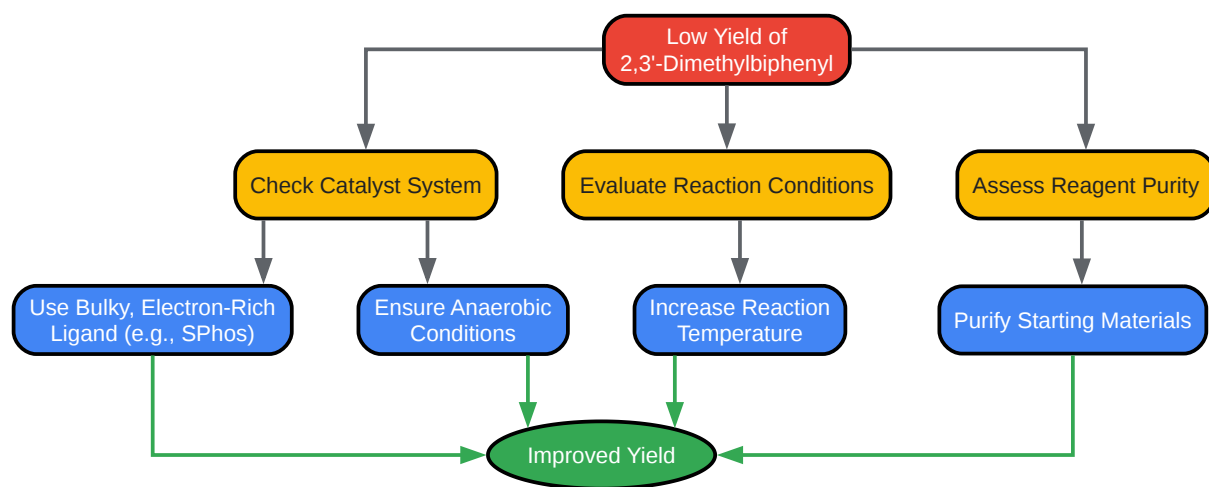 Low Yield of
2,3'-Dimethylbiphenyl
Check Catalyst System
Evaluate Reaction Conditions
Assess Reagent Purity
Use Bulky, Electron-Rich
Ligand (e.g., SPhos)
Ensure Anaerobic
Conditions
Increase Reaction
Temperature
Purify Starting Materials
Improved Yield